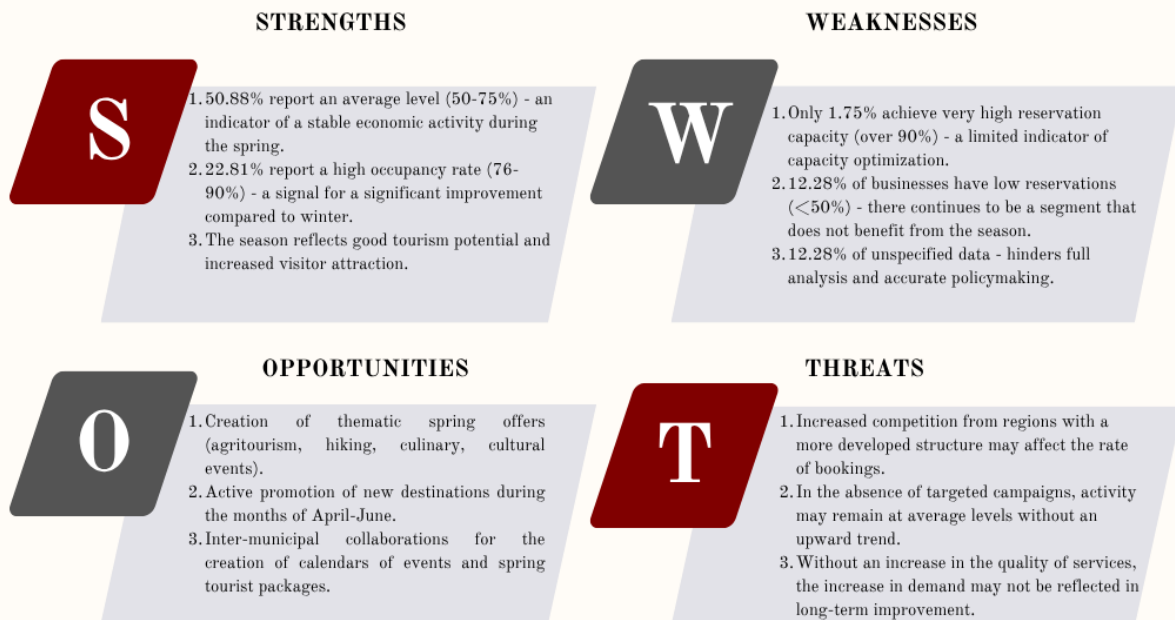 STRENGTHS
S
1. 50.88% report an average level (50-75%) - an
indicator of a stable economic activity during
the spring.
2. 22.81% report a high occupancy rate (76-
90%) - a signal for a significant improvement
compared to winter.
3. The season reflects good tourism potential and
increased visitor attraction.
WEAKNESSES
W
1. Only 1.75% achieve very high reservation
capacity (over 90%) - a limited indicator of
capacity optimization.
2. 12.28% of businesses have low reservations
(<50%) - there continues to be a segment that
does not benefit from the season.
3. 12.28% of unspecified data - hinders full
analysis and accurate policymaking.
OPPORTUNITIES
O
1. Creation of thematic spring offers
(agritourism, hiking, culinary, cultural
events).
2. Active promotion of new destinations during
the months of April-June.
3. Inter-municipal collaborations for the
creation of calendars of events and spring
tourist packages.
THREATS
T
1. Increased competition from regions with a
more developed structure may affect the rate
of bookings.
2. In the absence of targeted campaigns, activity
may remain at average levels without an
upward trend.
3. Without an increase in the quality of services,
the increase in demand may not be reflected in
long-term improvement.